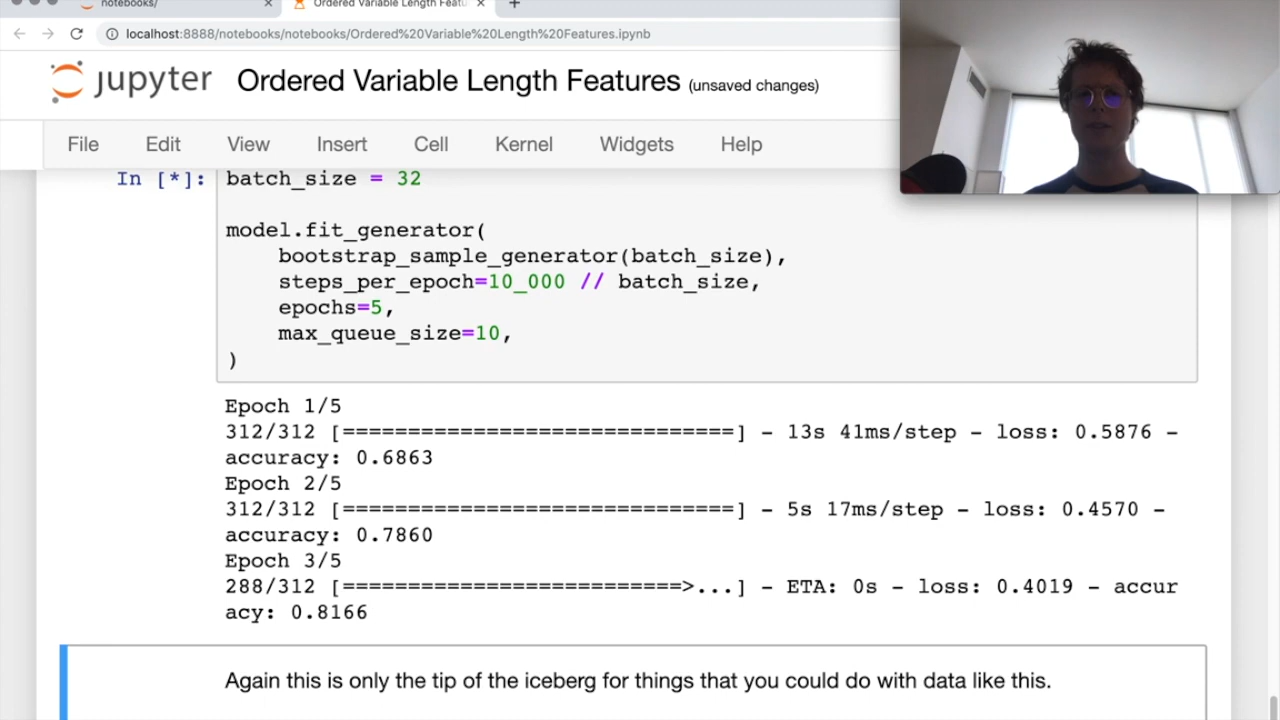 notebooks/ × Ordered Variable Length Featu × +
localhost:8888/notebooks/notebooks/Ordered%20Variable%20Length%20Features.ipynb
jupyter Ordered Variable Length Features (unsaved changes)
File Edit View Insert Cell Kernel Widgets Help
In [*]: batch_size = 32
model.fit_generator(
bootstrap_sample_generator(batch_size),
steps_per_epoch=10_000 // batch_size,
epochs=5,
max_queue_size=10,
)
Epoch 1/5
312/312 [==============================] - 13s 41ms/step - loss: 0.5876 -
accuracy: 0.6863
Epoch 2/5
312/312 [==============================] - 5s 17ms/step - loss: 0.4570 -
accuracy: 0.7860
Epoch 3/5
288/312 [==========================>...] - ETA: 0s - loss: 0.4019 - accur
acy: 0.8166
Again this is only the tip of the iceberg for things that you could do with data like this.